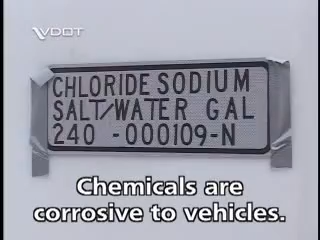 VDOT
CHLORIDE SODIUM
SALT/WATER GAL
240 -000109-N
Chemicals are
corrosive to vehicles.